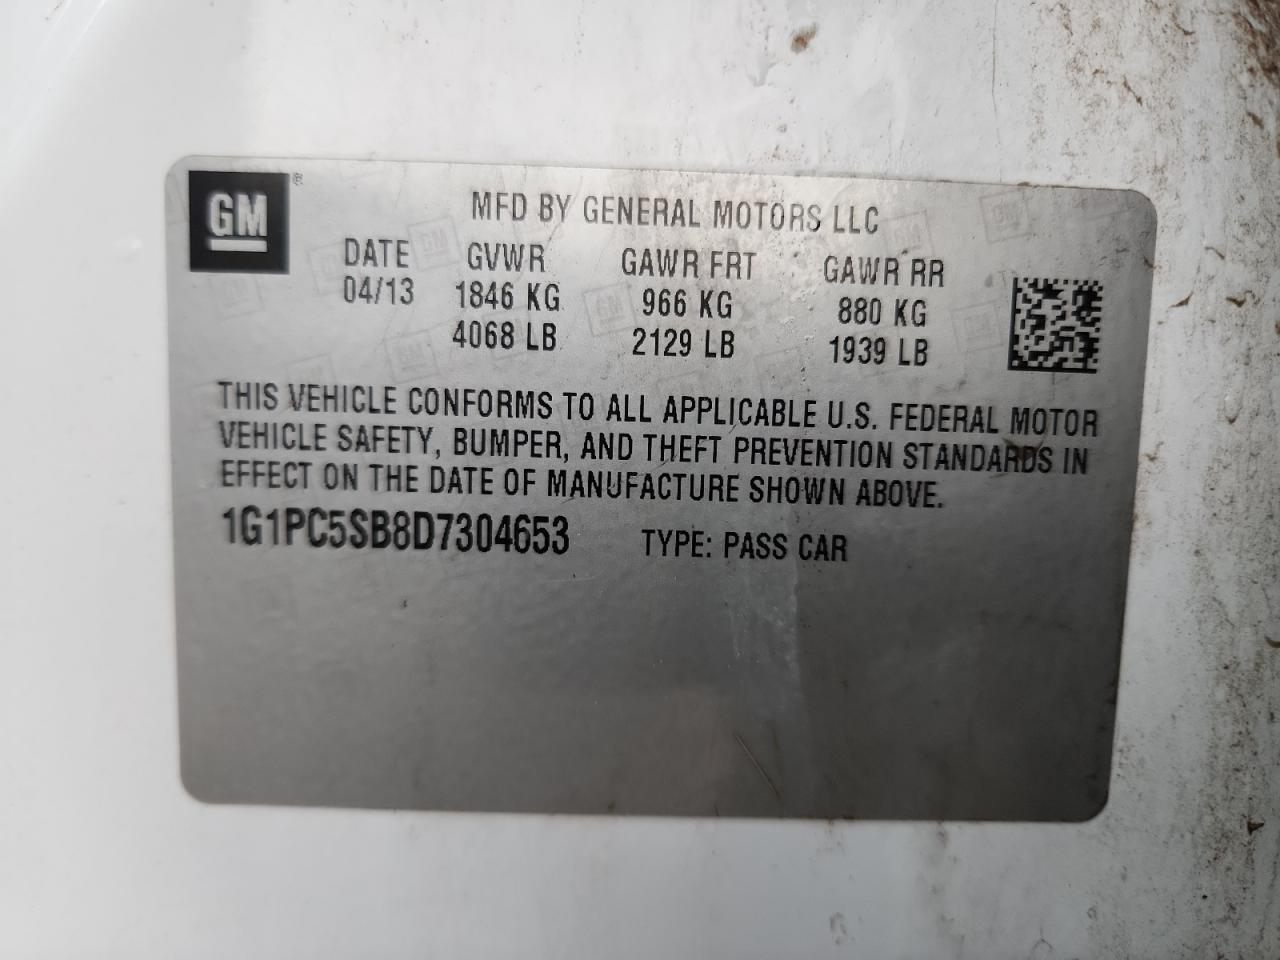 GM ®
MFD BY GENERAL MOTORS LLC
DATE GVWR GAWR FRT GAWR RR
04/13 1846 KG 966 KG 880 KG
4068 LB 2129 LB 1939 LB
THIS VEHICLE CONFORMS TO ALL APPLICABLE U.S. FEDERAL MOTOR
VEHICLE SAFETY, BUMPER, AND THEFT PREVENTION STANDARDS IN
EFFECT ON THE DATE OF MANUFACTURE SHOWN ABOVE.
1G1PC5SB8D7304653 TYPE: PASS CAR